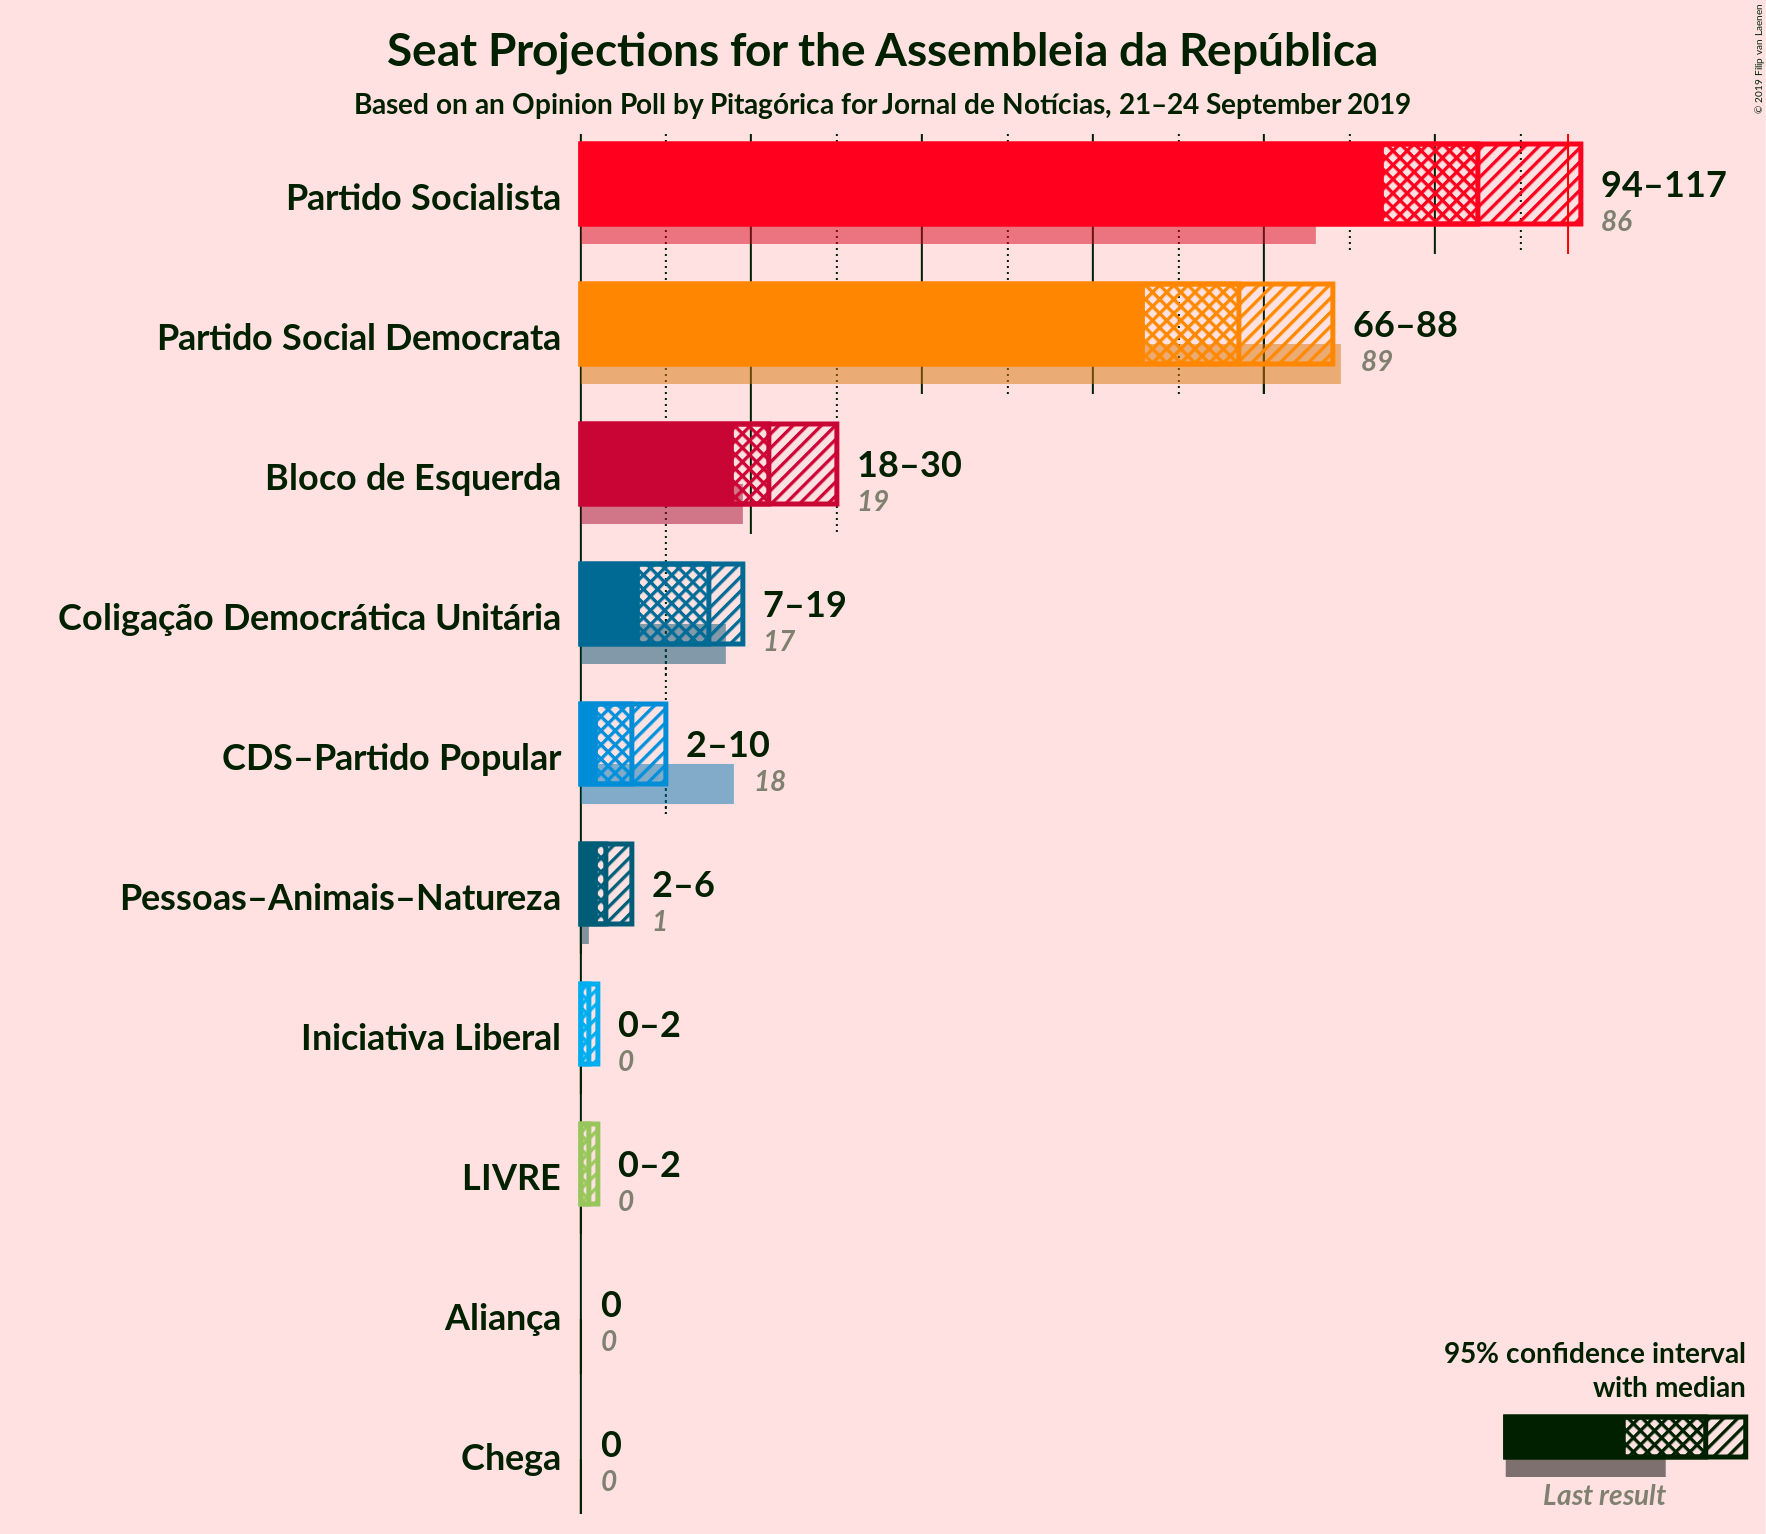 Seat Projections for the Assembleia da República
Based on an Opinion Poll by Pitagórica for Jornal de Notícias, 21–24 September 2019
© 2019 Filip van Laenen
Partido Socialista
94–117
86
Partido Social Democrata
66–88
89
Bloco de Esquerda
18–30
19
Coligação Democrática Unitária
7–19
17
CDS–Partido Popular
2–10
18
Pessoas–Animais–Natureza
2–6
1
Iniciativa Liberal
0–2
0
LIVRE
0–2
0
Aliança
0
0
Chega
0
0
95% confidence interval
with median
Last result